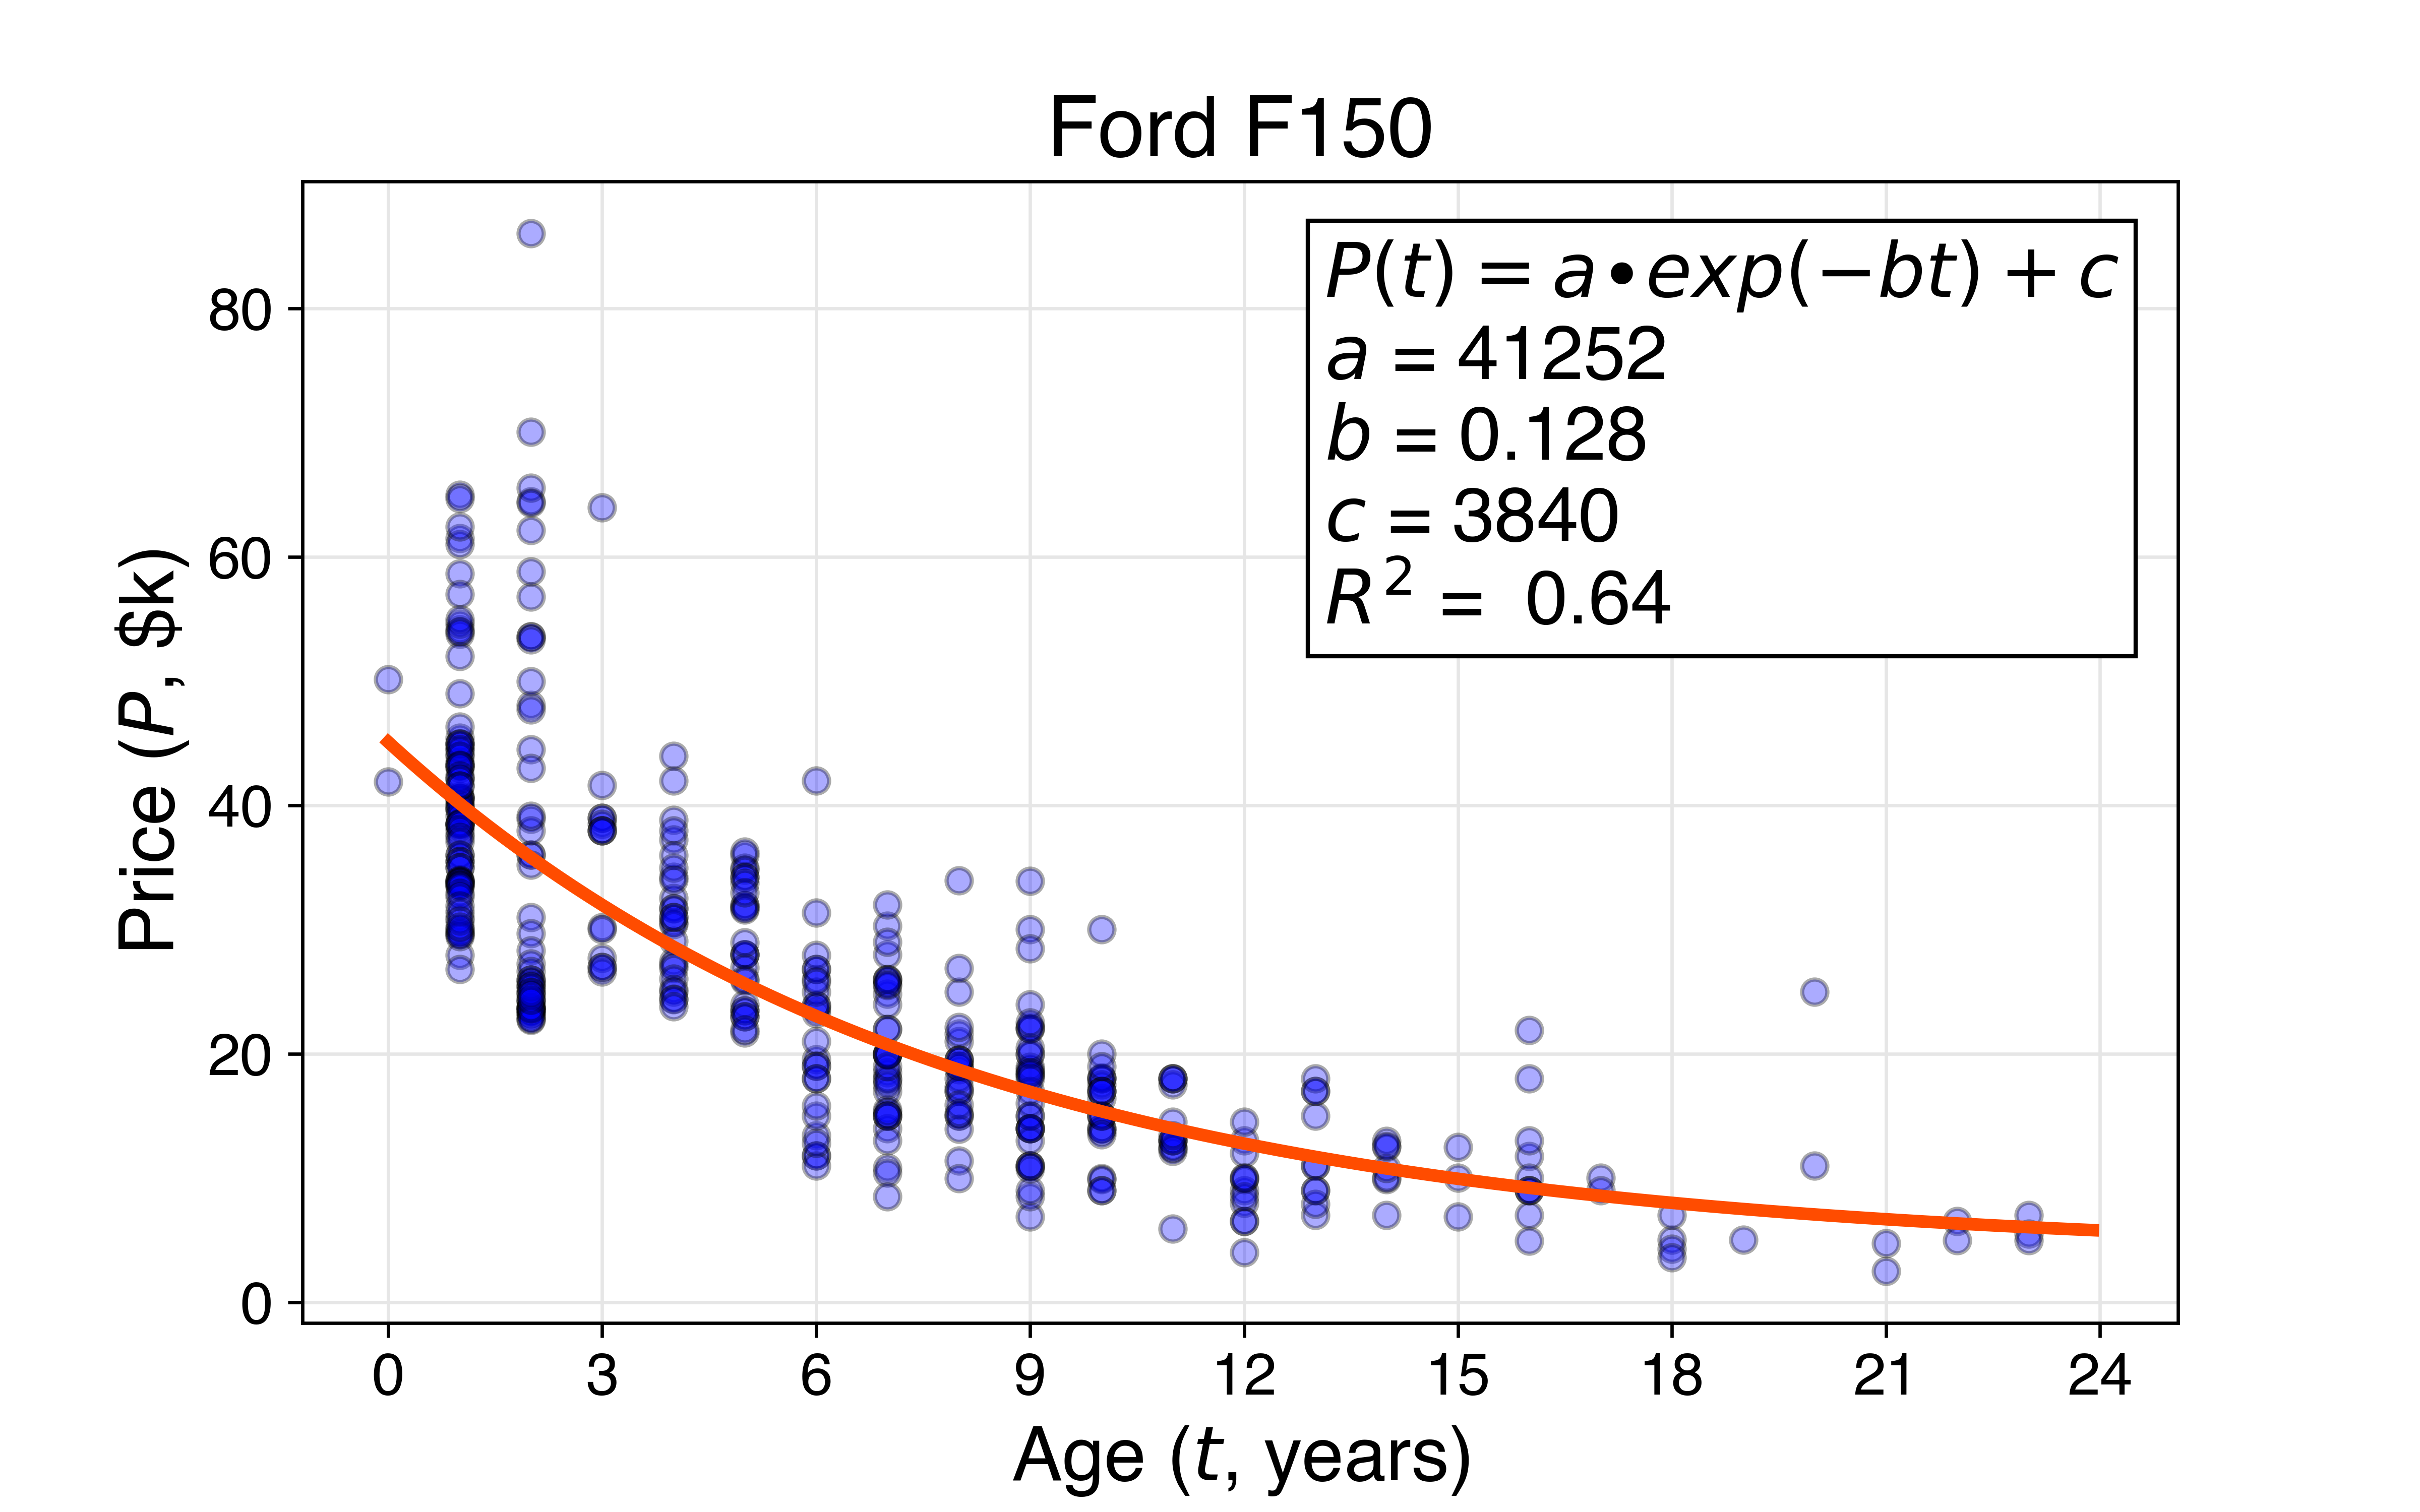 Ford F150
P(t) = a•exp(−bt) + c
a = 41252
b = 0.128
c = 3840
R² = 0.64
Price (P, $k)
80
60
40
20
0
0 3 6 9 12 15 18 21 24
Age (t, years)